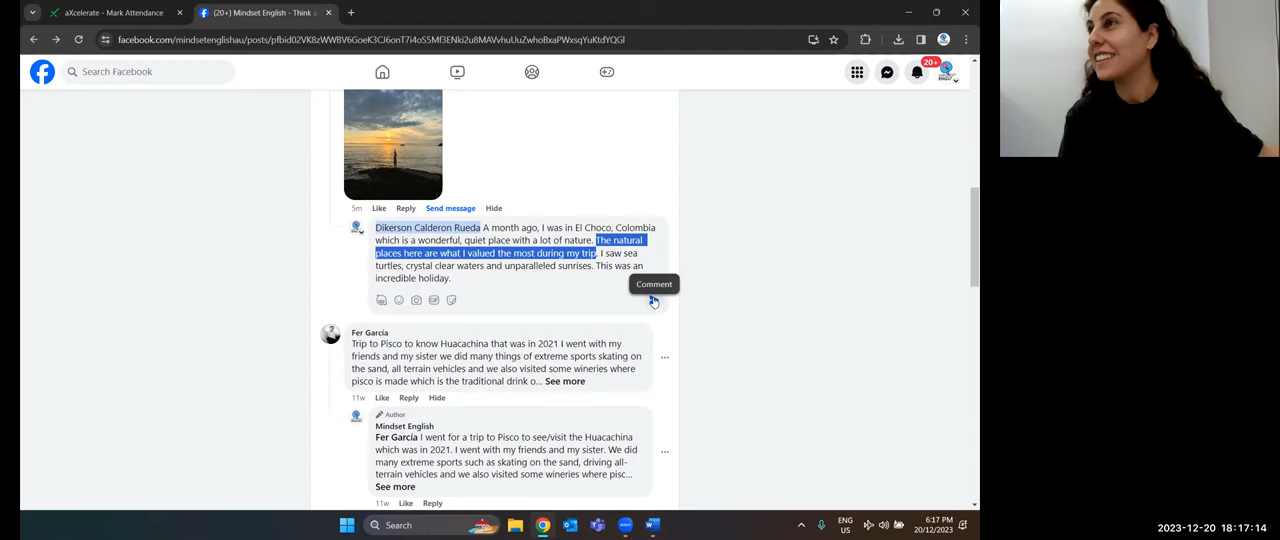 aXcelerate - Mark Attendance
(20+) Mindset English - Think a
facebook.com/mindsetenglishau/posts/
Search Facebook
20+
5m Like Reply Send message Hide
Dikerson Calderon Rueda A month ago, I was in El Choco, Colombia
which is a wonderful, quiet place with a lot of nature. The natural
places here are what I valued the most during my trip. I saw sea
turtles, crystal clear waters and unparalleled sunrises. This was an
incredible holiday.
Comment
Fer García
Trip to Pisco to know Huacachina that was in 2021 I went with my
friends and my sister we did many things of extreme sports skating on
the sand, all terrain vehicles and we also visited some wineries where
pisco is made which is the traditional drink o... See more
11w Like Reply Hide
Author
Mindset English
Fer García I went for a trip to Pisco to see/visit the Huacachina
which was in 2021. I went with my friends and my sister. We did
many extreme sports such as skating on the sand, driving all-
terrain vehicles and we also visited some wineries where pisc...
See more
11w Like Reply
Search
ENG
US
6:17 PM
20/12/2023
2023-12-20 18:17:14